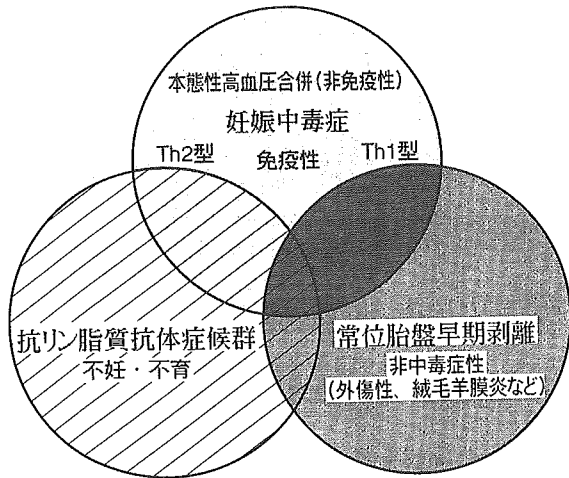 本態性高血圧合併(非免疫性)
妊娠中毒症
Th2型 免疫性 Th1型
抗リン脂質抗体症候群
不妊・不育
常位胎盤早期剥離
非中毒症性
(外傷性、絨毛羊膜炎など)